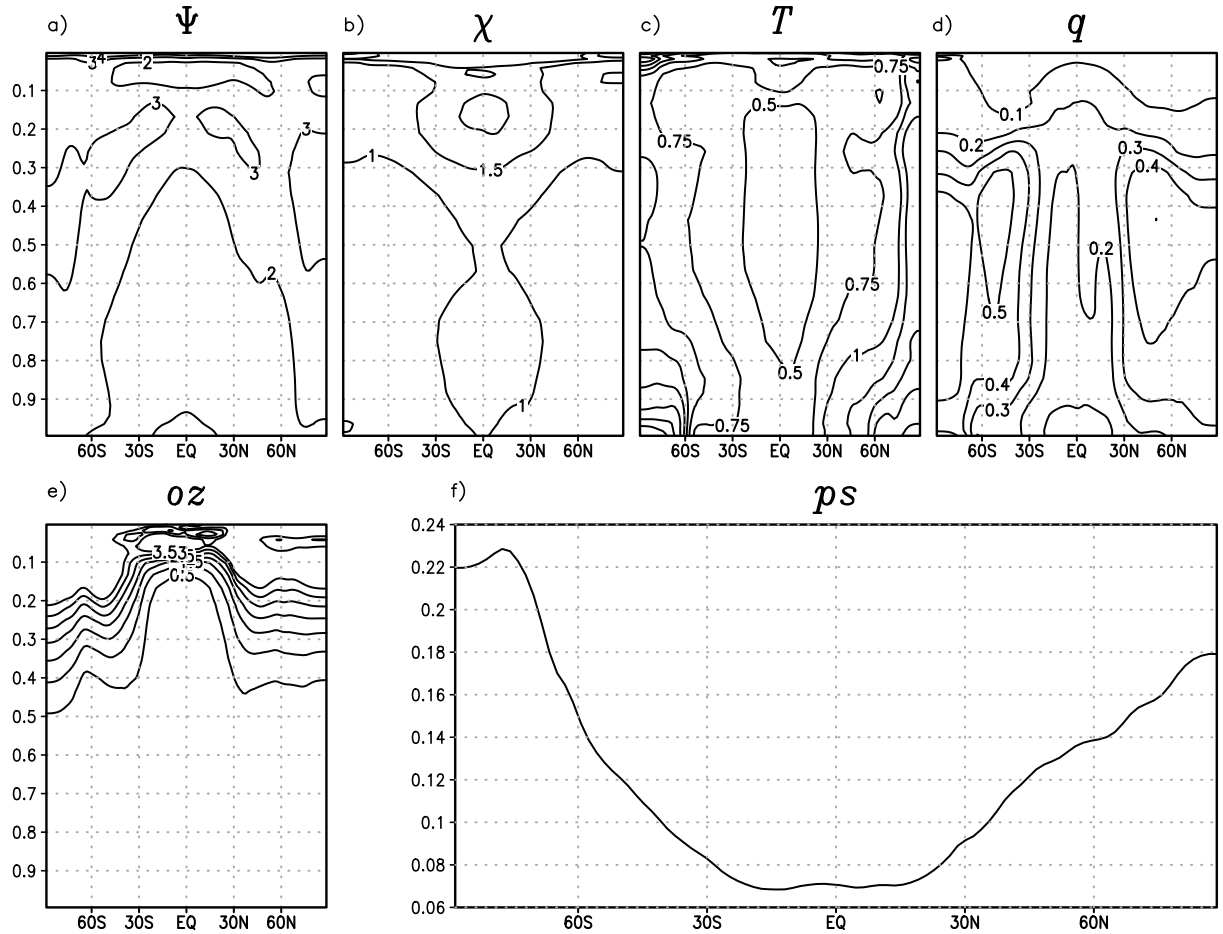 a) Ψ b) χ c) T d) q
34 2
0.1 0.2 0.3 0.4 0.5 0.6 0.7 0.8 0.9
3 3 3 2
60S 30S EQ 30N 60N
1 1.5 1
60S 30S EQ 30N 60N
0.75 0.5 0.75 0.75 1 0.5 0.75
60S 30S EQ 30N 60N
0.1 0.2 0.3 0.4 0.2 0.5 0.4 0.3
60S 30S EQ 30N 60N
e) oz
0.1 0.2 0.3 0.4 0.5 0.6 0.7 0.8 0.9
3.5 0.5
60S 30S EQ 30N 60N
f) ps
0.24
0.22
0.2
0.18
0.16
0.14
0.12
0.1
0.08
0.06
60S 30S EQ 30N 60N